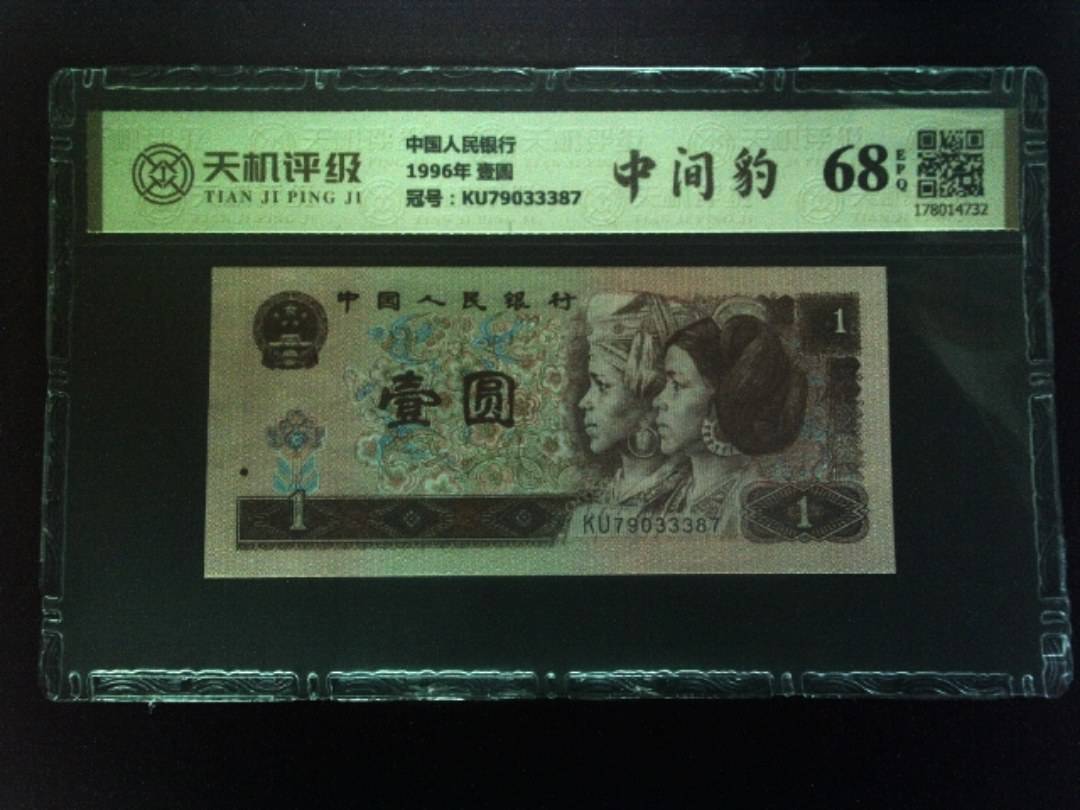 天机评级
TIAN JI PING JI
中国人民银行
1996年 壹圆
冠号：KU79033387
中间豹
68
EPQ
178014732
中国人民银行
1
壹圆
1
KU79033387
1